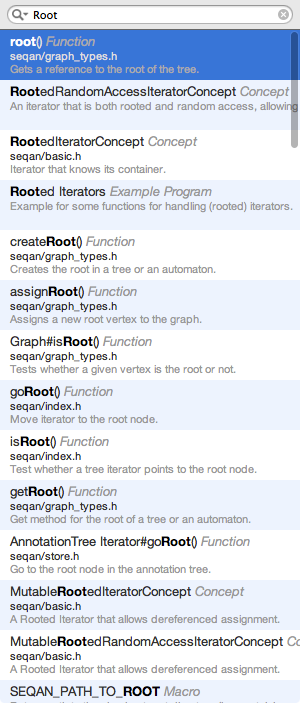 Root
root() Function
seqan/graph_types.h
Gets a reference to the root of the tree.
RootedRandomAccessIteratorConcept Concept
An iterator that is both rooted and random access, allowing
RootedIteratorConcept Concept
seqan/basic.h
Iterator that knows its container.
Rooted Iterators Example Program
Example for some functions for handling (rooted) iterators.
createRoot() Function
seqan/graph_types.h
Creates the root in a tree or an automaton.
assignRoot() Function
seqan/graph_types.h
Assigns a new root vertex to the graph.
Graph#isRoot() Function
seqan/graph_types.h
Tests whether a given vertex is the root or not.
goRoot() Function
seqan/index.h
Move iterator to the root node.
isRoot() Function
seqan/index.h
Test whether a tree iterator points to the root node.
getRoot() Function
seqan/graph_types.h
Get method for the root of a tree or an automaton.
AnnotationTree Iterator#goRoot() Function
seqan/store.h
Go to the root node in the annotation tree.
MutableRootedIteratorConcept Concept
seqan/basic.h
A Rooted Iterator that allows dereferenced assignment.
MutableRootedRandomAccessIteratorConcept Co
seqan/basic.h
A Rooted Iterator that allows dereferenced assignment.
SEQAN_PATH_TO_ROOT Macro